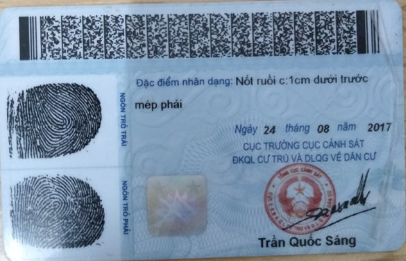 Đặc điểm nhân dạng: Nốt ruồi c:1cm dưới trước
mép phải
NGÓN TRỎ TRÁI
Ngày 24 tháng 08 năm 2017
CỤC TRƯỞNG CỤC CẢNH SÁT
ĐKQL CƯ TRÚ VÀ DLQG VỀ DÂN CƯ
NGÓN TRỎ PHẢI
Trần Quốc Sảng